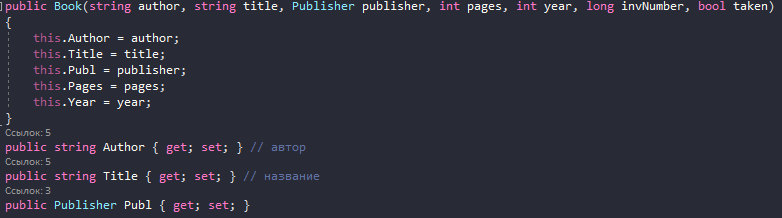 public Book(string author, string title, Publisher publisher, int pages, int year, long invNumber, bool taken)
{
this.Author = author;
this.Title = title;
this.Publ = publisher;
this.Pages = pages;
this.Year = year;
}
Ссылок: 5
public string Author { get; set; } // автор
Ссылок: 5
public string Title { get; set; } // название
Ссылок: 3
public Publisher Publ { get; set; }